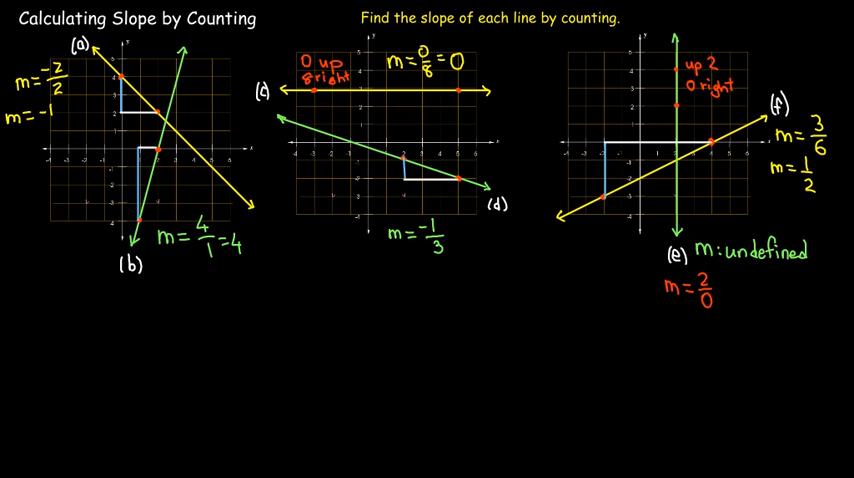 Calculating Slope by Counting
Find the slope of each line by counting.
(a)
m = -2/2
m = -1
(b)
m = 4/1 = 4
(c)
0 up
8 right
m = 0/8 = 0
(d)
m = -1/3
up 2
0 right
(e) m: undefined
m = 2/0
(f)
m = 3/6
m = 1/2